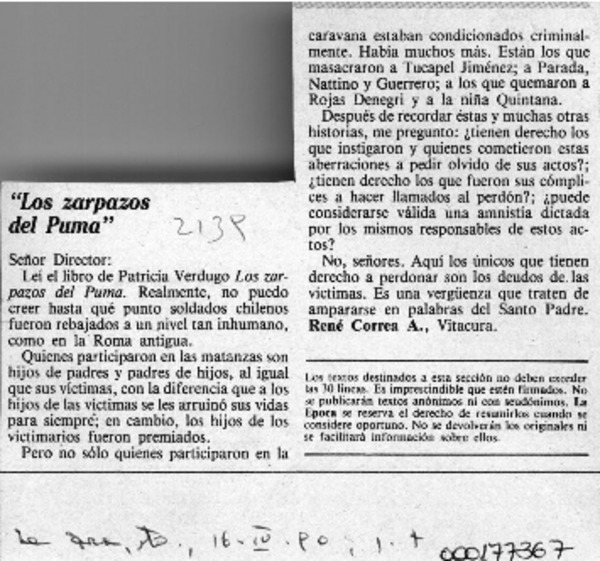 "Los zarpazos
del Puma"
2139
Señor Director:
Leí el libro de Patricia Verdugo Los zar-
pazos del Puma. Realmente, no puedo
creer hasta qué punto soldados chilenos
fueron rebajados a un nivel tan inhumano,
como en la Roma antigua.
Quienes participaron en las matanzas son
hijos de padres y padres de hijos, al igual
que sus víctimas, con la diferencia que a los
hijos de las víctimas se les arruinó sus vidas
para siempre; en cambio, los hijos de los
victimarios fueron premiados.
Pero no sólo quienes participaron en la
caravana estaban condicionados criminal-
mente. Había muchos más. Están los que
masacraron a Tucapel Jiménez; a Parada,
Nattino y Guerrero; a los que quemaron a
Rojas Denegri y a la niña Quintana.
Después de recordar éstas y muchas otras
historias, me pregunto: ¿tienen derecho los
que instigaron y quienes cometieron estas
aberraciones a pedir olvido de sus actos?;
¿tienen derecho los que fueron sus cómpli-
ces a hacer llamados al perdón?; ¿puede
considerarse válida una amnistía dictada
por los mismos responsables de estos ac-
tos?
No, señores. Aquí los únicos que tienen
derecho a perdonar son los deudos de las
víctimas. Es una vergüenza que traten de
ampararse en palabras del Santo Padre.
René Correa A., Vitacura.
Los textos destinados a esta sección no deben exceder
las 30 líneas. Es imprescindible que estén firmados. No
se publicarán textos anónimos ni con seudónimos. La
Epoca se reserva el derecho de resumirlos cuando se
considere oportuno. No se devolverán los originales ni
se facilitará información sobre ellos.
16-IV-90
000177367